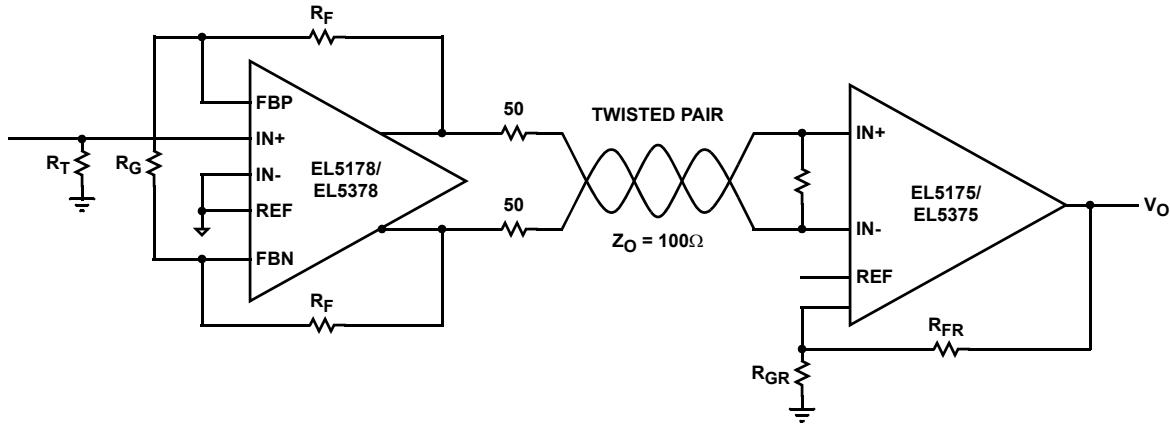 RF
50
TWISTED PAIR
FBP
IN+
IN+
RT
RG
IN-
EL5178/
EL5378
EL5175/
EL5375
VO
REF
50
IN-
ZO = 100Ω
FBN
REF
RF
RFR
RGR